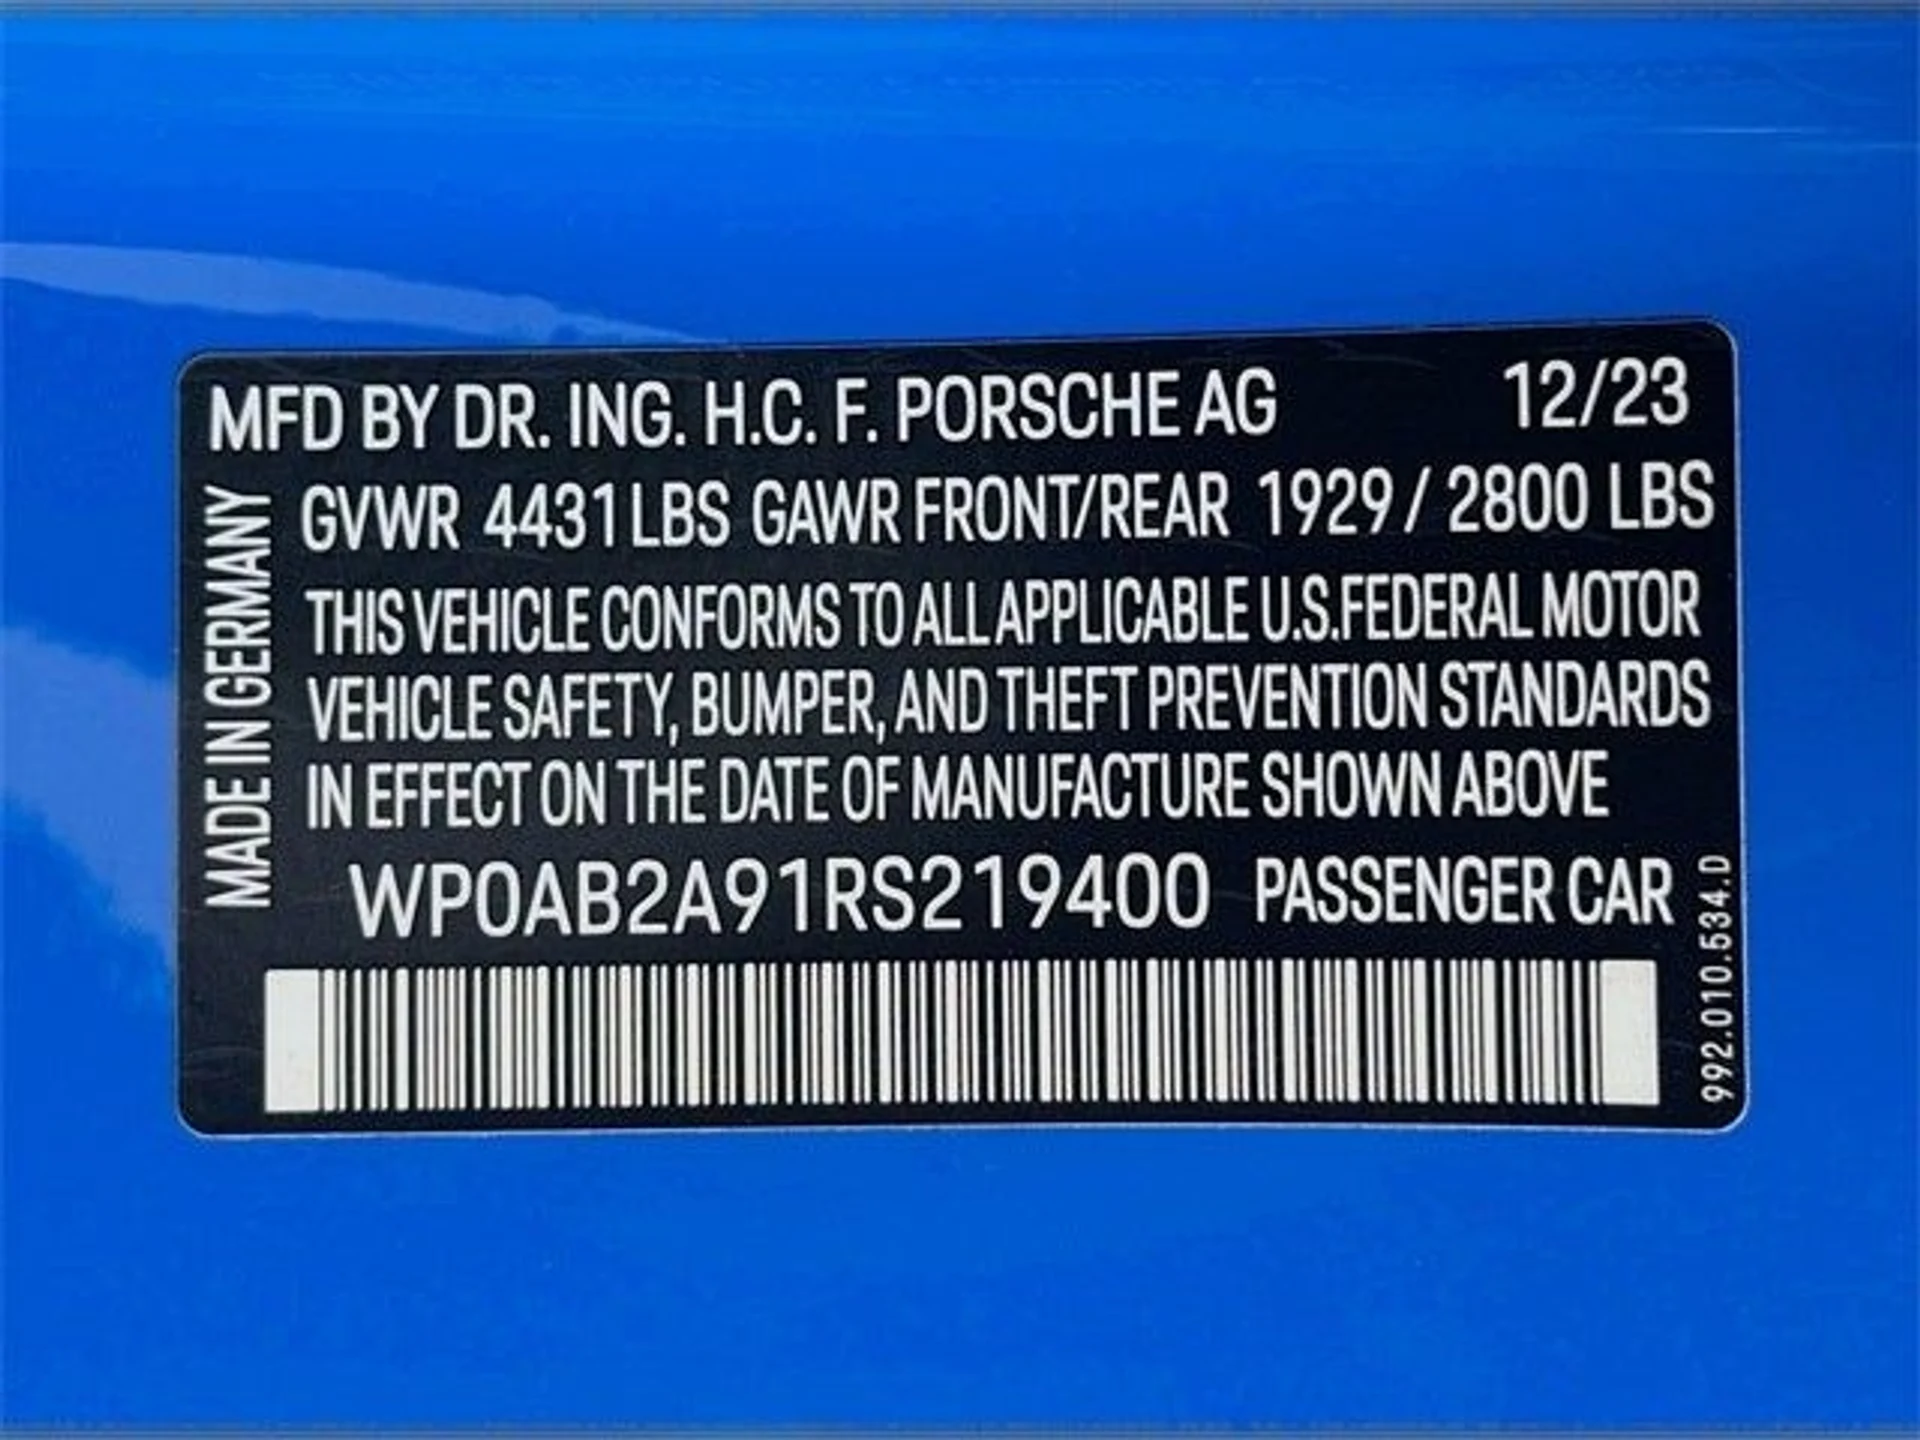 MFD BY DR. ING. H.C. F. PORSCHE AG 12/23
GVWR 4431 LBS GAWR FRONT/REAR 1929 / 2800 LBS
THIS VEHICLE CONFORMS TO ALL APPLICABLE U.S.FEDERAL MOTOR
VEHICLE SAFETY, BUMPER, AND THEFT PREVENTION STANDARDS
IN EFFECT ON THE DATE OF MANUFACTURE SHOWN ABOVE
WP0AB2A91RS219400 PASSENGER CAR
MADE IN GERMANY
992.010.534.D